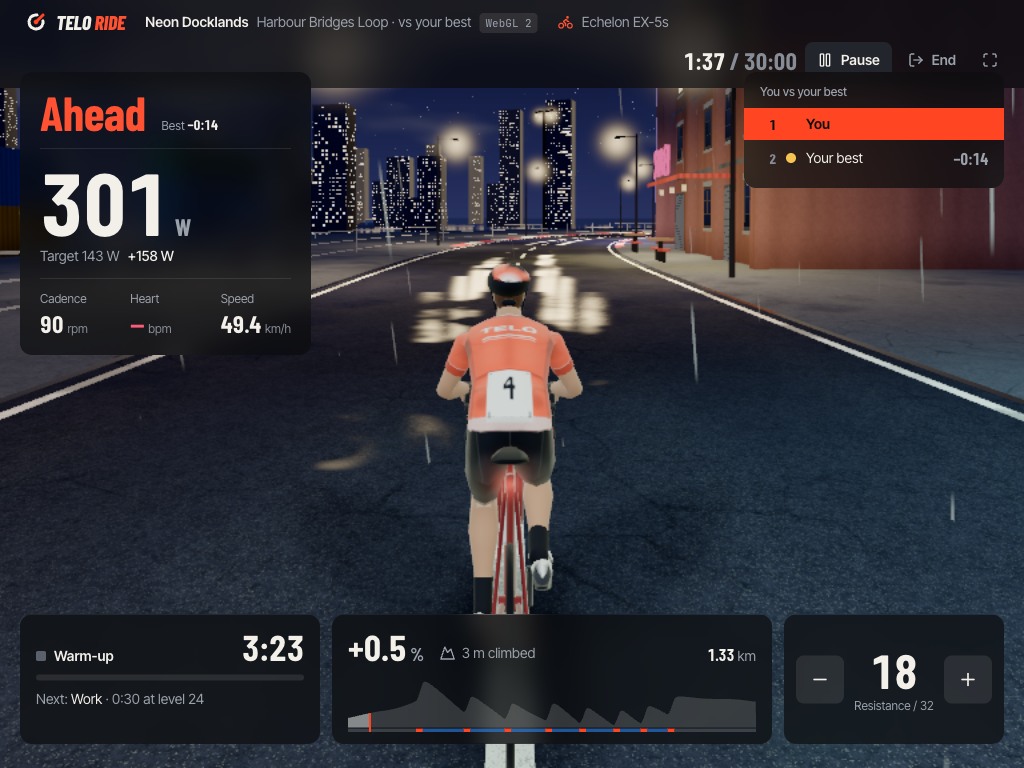 TELO RIDE Neon Docklands Harbour Bridges Loop · vs your best WebGL 2 Echelon EX-5s
1:37 / 30:00 Pause End
Ahead Best −0:14
301 W
Target 143 W +158 W
Cadence Heart Speed
90 rpm — bpm 49.4 km/h
You vs your best
1 You
2 Your best −0:14
TELO
4
Warm-up 3:23
Next: Work · 0:30 at level 24
+0.5 % 3 m climbed 1.33 km
− 18 +
Resistance / 32